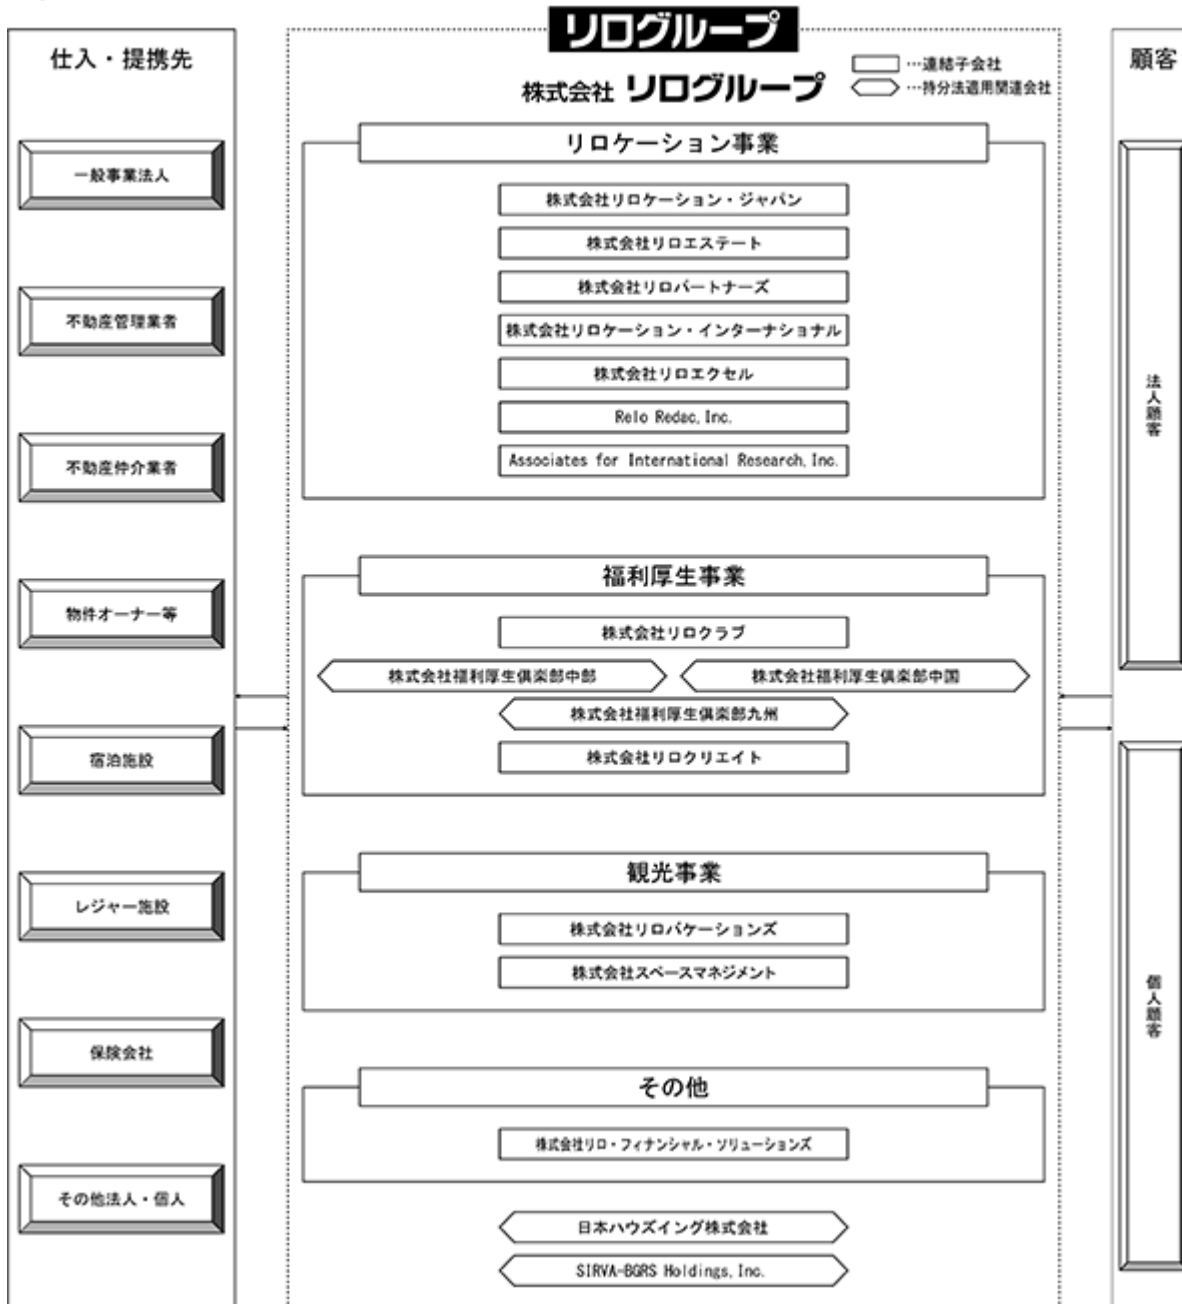 リログループ
仕入・提携先
株式会社 リログループ
…連結子会社
…持分法適用関連会社
顧客
一般事業法人
不動産管理業者
不動産仲介業者
物件オーナー等
宿泊施設
レジャー施設
保険会社
その他法人・個人
リロケーション事業
株式会社リロケーション・ジャパン
株式会社リロエステート
株式会社リロパートナーズ
株式会社リロケーション・インターナショナル
株式会社リロエクセル
Relo Redac, Inc.
Associates for International Research, Inc.
福利厚生事業
株式会社リロクラブ
株式会社福利厚生倶楽部中部
株式会社福利厚生倶楽部中国
株式会社福利厚生倶楽部九州
株式会社リロクリエイト
観光事業
株式会社リロバケーションズ
株式会社スペースマネジメント
その他
株式会社リロ・フィナンシャル・ソリューションズ
日本ハウズイング株式会社
SIRVA-BGRS Holdings, Inc.
法人顧客
個人顧客